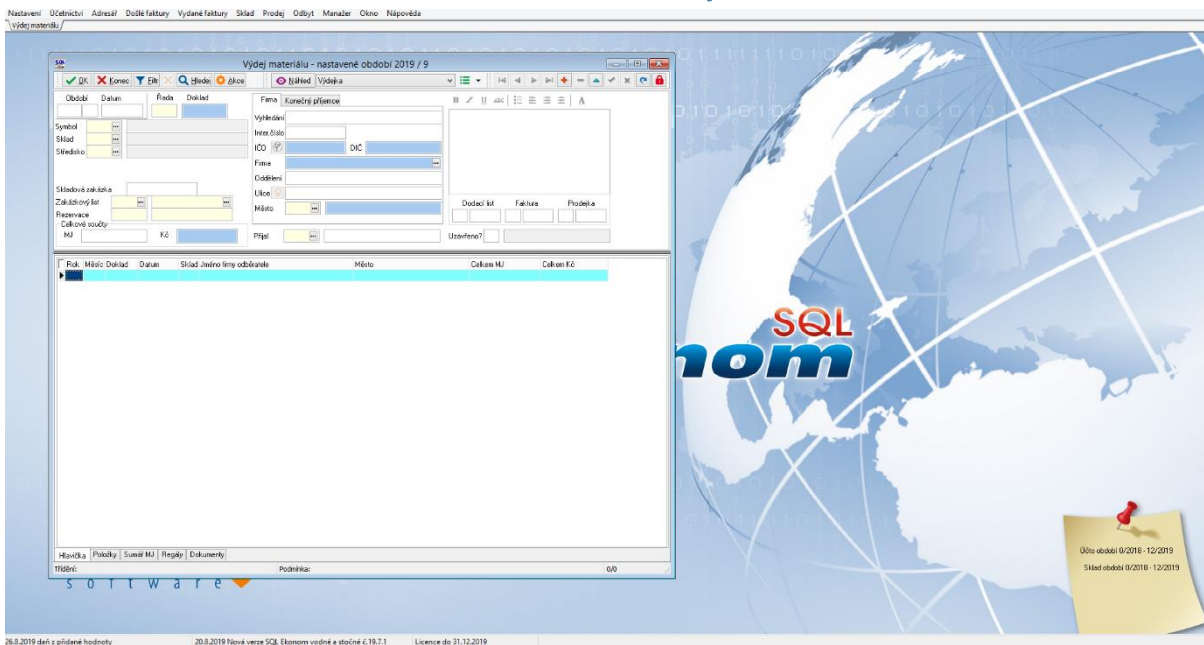 Nastavení Účetnictví Adresář Došlé faktury Vydané faktury Sklad Prodej Odbyt Manažer Okno Nápověda
Výdej materiálu
Výdej materiálu - nastavené období 2019 / 9
OK Konec Filtr Hledej Akce Náhled Výdejka
Období Datum Řada Doklad
Firma Konečný příjemce
Vyhledání
Symbol
Inter.číslo
Sklad
IČO DIČ
Středisko
Firma
Oddělení
Skladová zakázka
Ulice
Zakázkový list
Město
Dodací list Faktura Prodejka
Rezervace
Celkové součty
MJ Kč
Přijal
Uzavřeno?
Rok Měsíc Doklad Datum Sklad Jméno firmy odběratele Město Celkem MJ Celkem Kč
SQL
nom
Hlavička Položky Sumář MJ Regály Dokumenty
Třídění: Podmínka: 0/0
software
Účto období 0/2018 - 12/2019
Sklad období 0/2018 - 12/2019
26.8.2019 daň z přidané hodnoty 20.8.2019 Nová verze SQL Ekonom vodné a stočné č.19.7.1 Licence do 31.12.2019